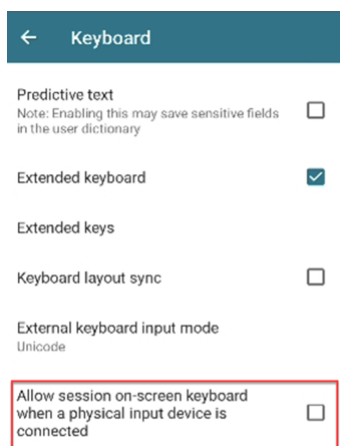 Keyboard
Predictive text
Note: Enabling this may save sensitive fields
in the user dictionary
Extended keyboard
Extended keys
Keyboard layout sync
External keyboard input mode
Unicode
Allow session on-screen keyboard
when a physical input device is
connected